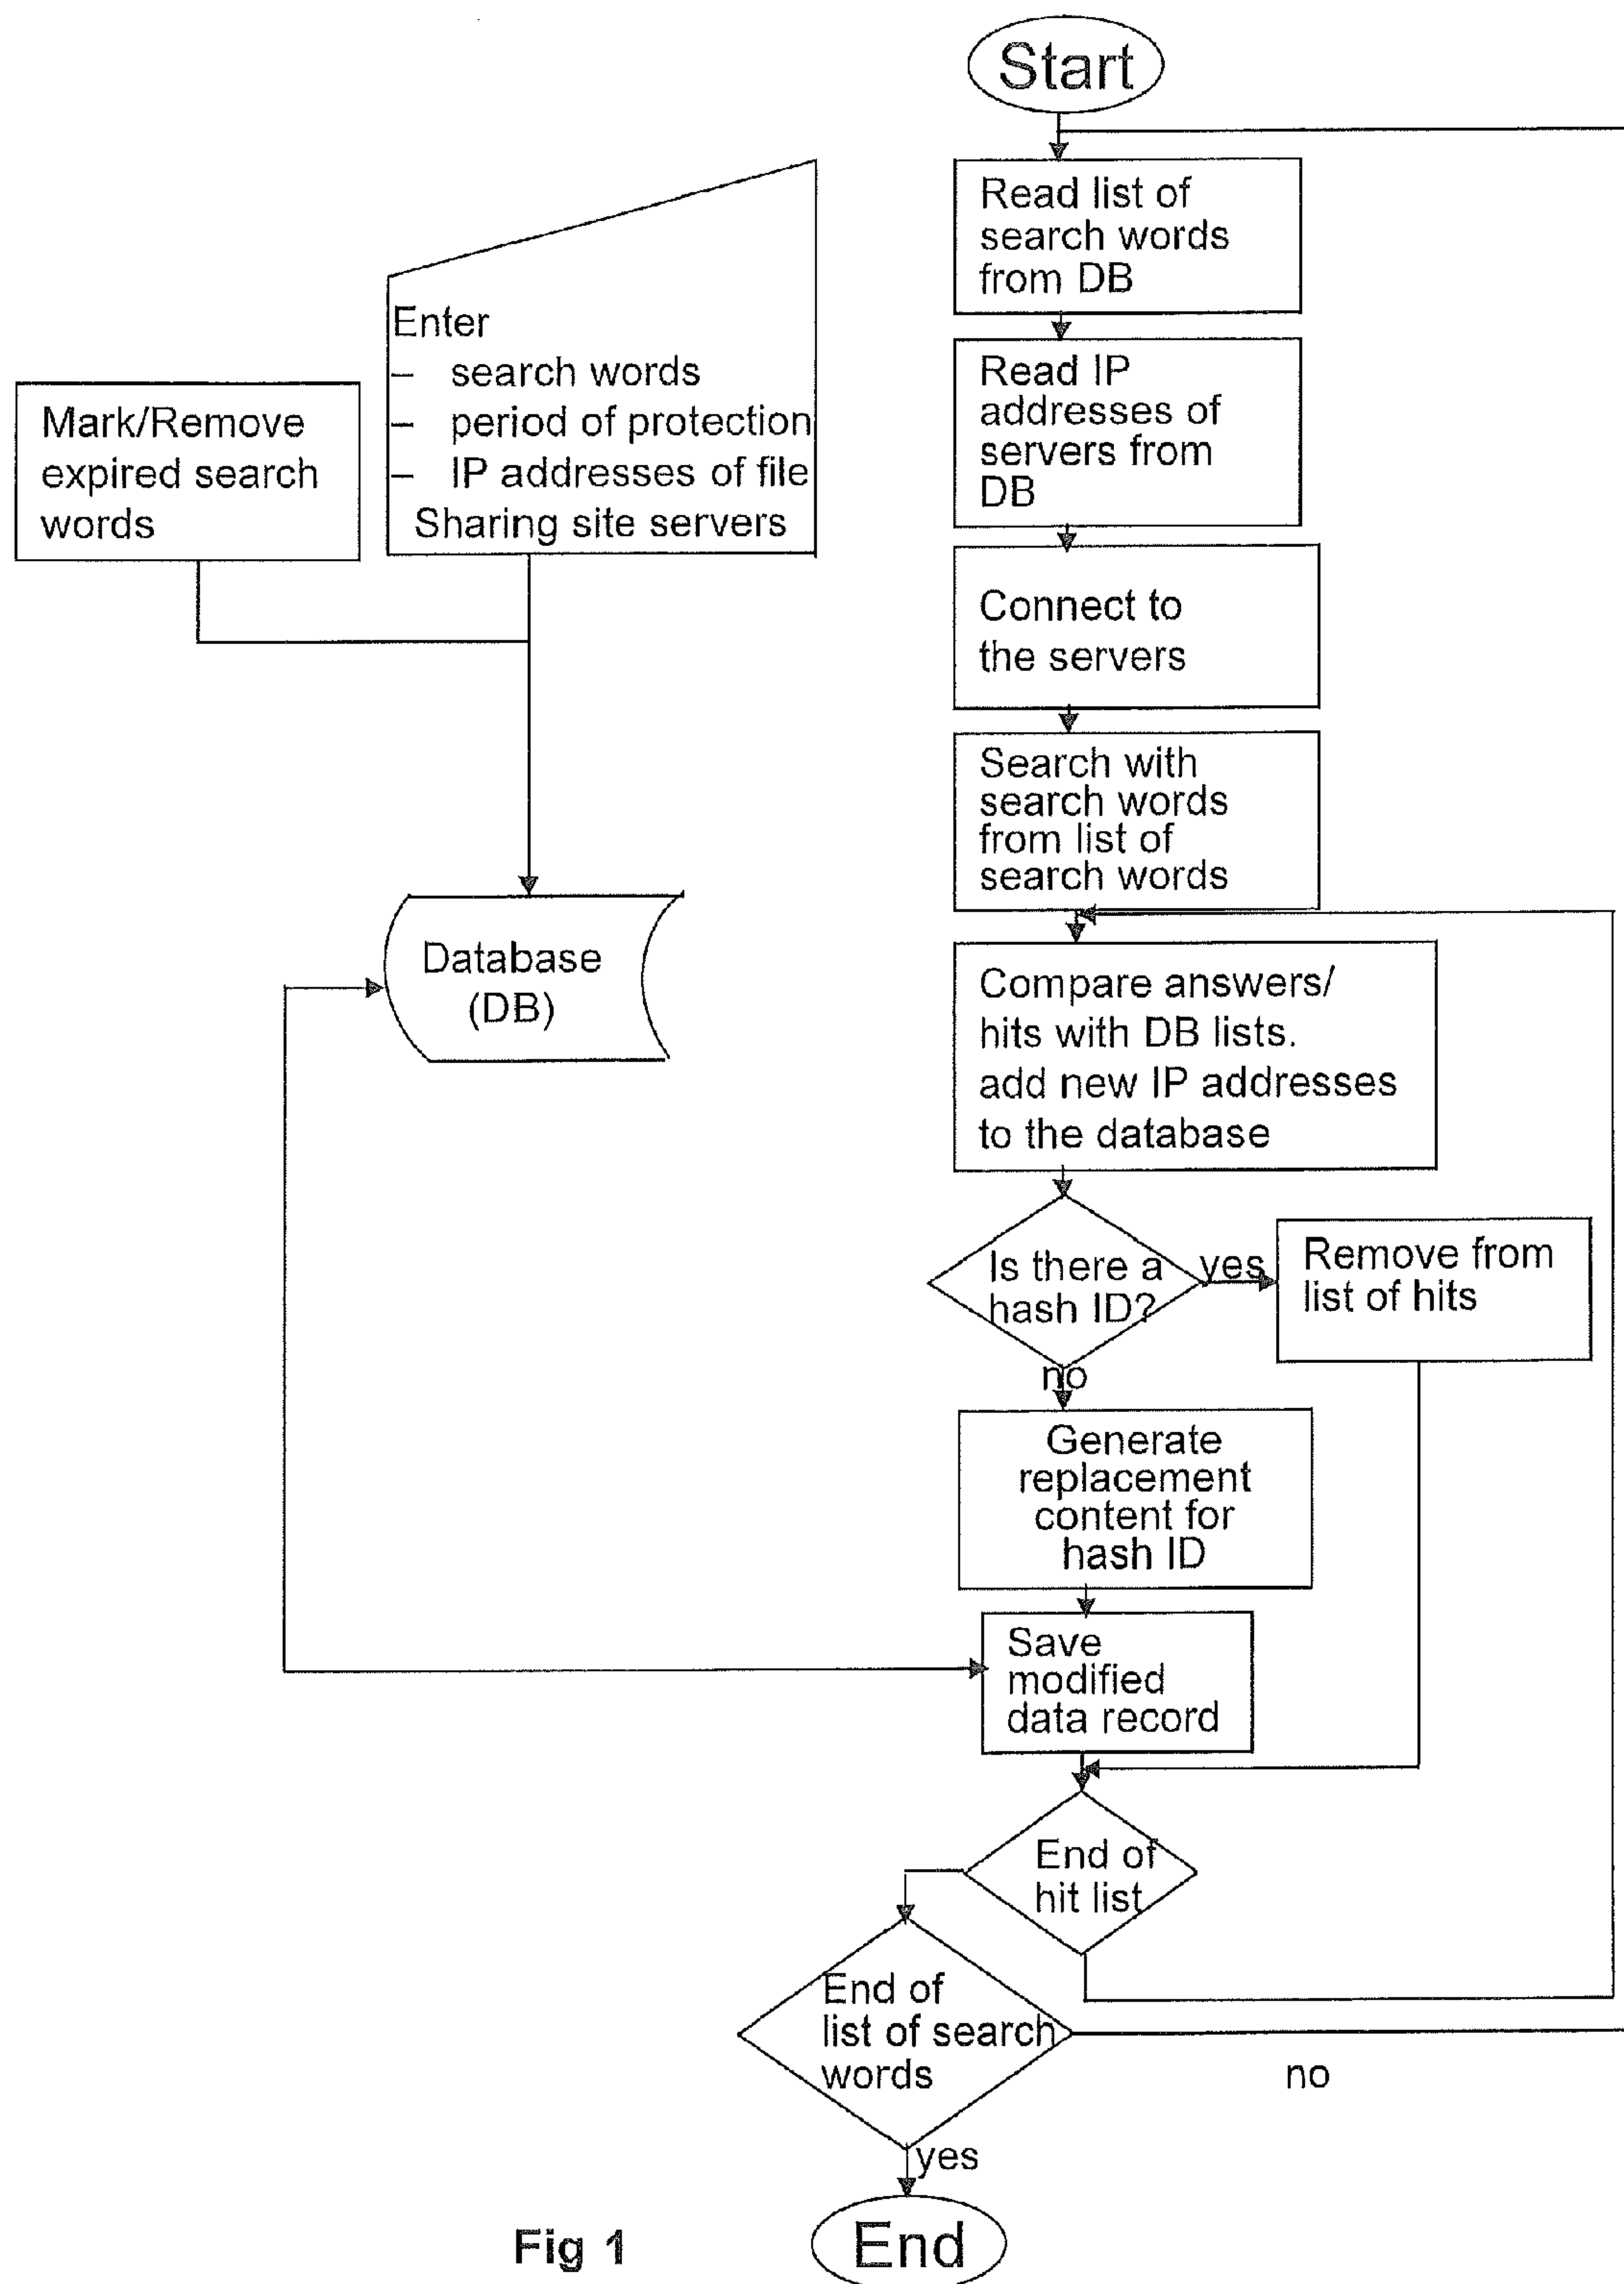 Start
Read list of
search words
from DB
Read IP
addresses of
servers from
DB
Connect to
the servers
Search with
search words
from list of
search words
Compare answers/
hits with DB lists.
add new IP addresses
to the database
Is there a
hash ID?
yes
Remove from
list of hits
no
Generate
replacement
content for
hash ID
Save
modified
data record
End of
hit list
End of
list of search
words
no
yes
End
Mark/Remove
expired search
words
Enter
– search words
– period of protection
– IP addresses of file
Sharing site servers
Database
(DB)
Fig 1